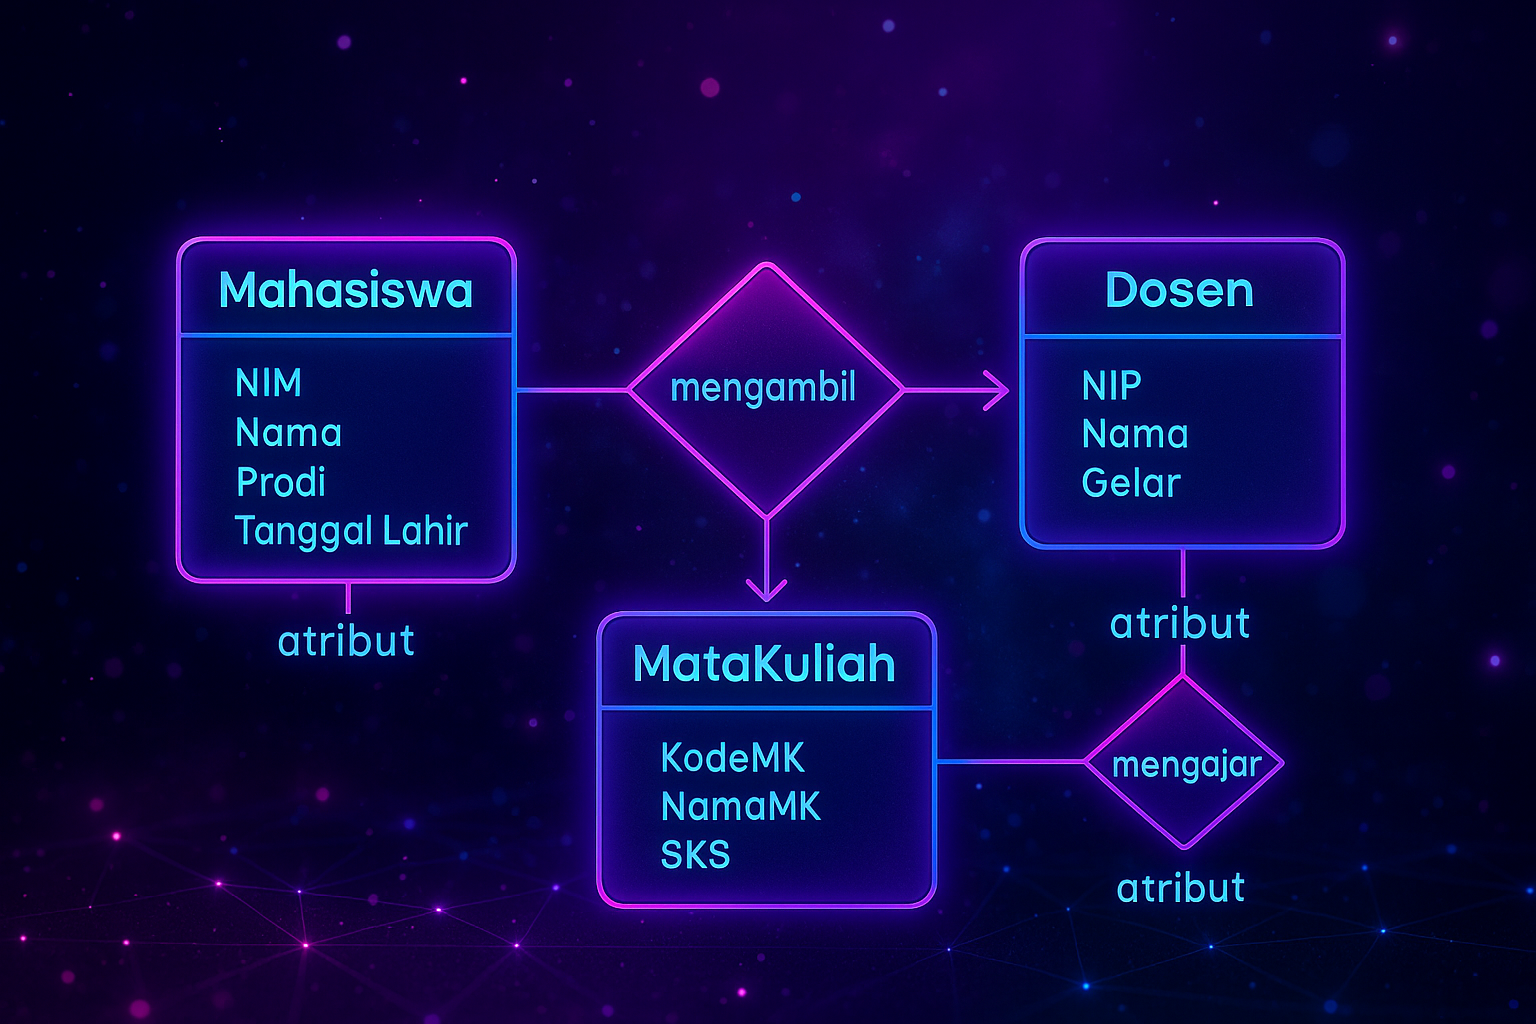 Mahasiswa
NIM
Nama
Prodi
Tanggal Lahir
atribut
mengambil
Dosen
NIP
Nama
Gelar
atribut
MataKuliah
KodeMK
NamaMK
SKS
mengajar
atribut